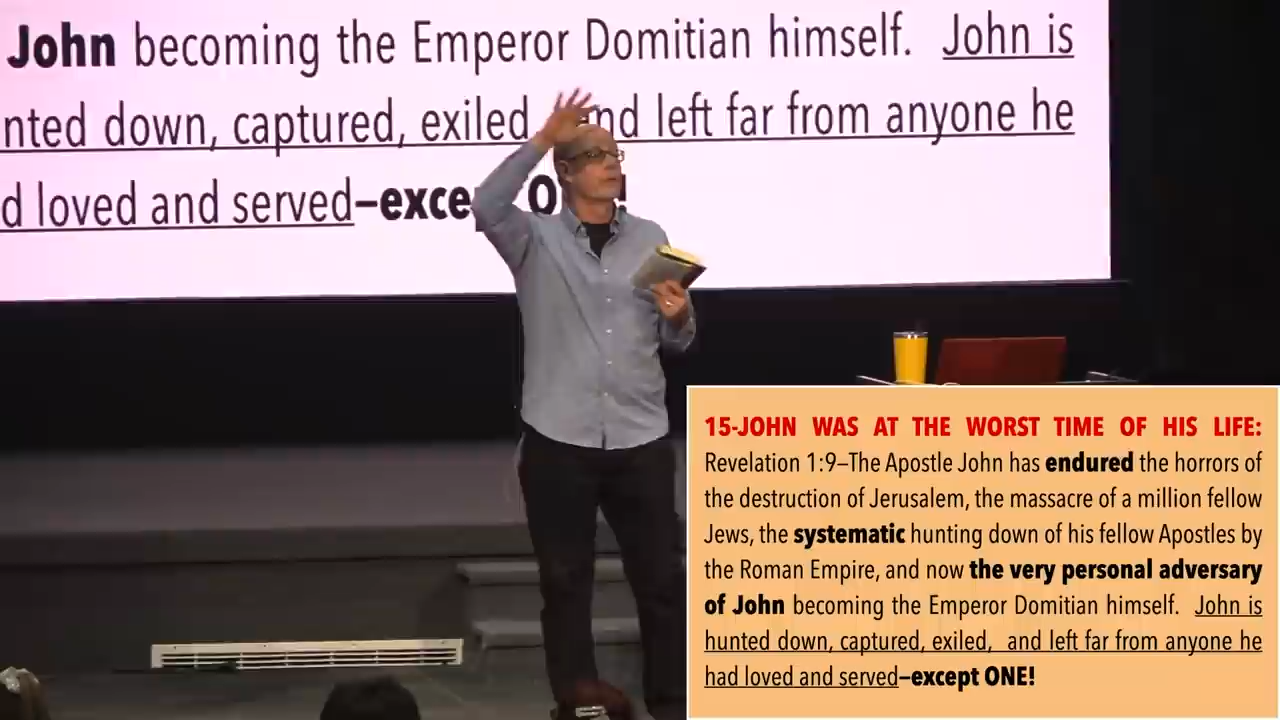 John becoming the Emperor Domitian himself. John is
nted down, captured, exiled, and left far from anyone he
d loved and served—except ONE!
15-JOHN WAS AT THE WORST TIME OF HIS LIFE:
Revelation 1:9–The Apostle John has endured the horrors of
the destruction of Jerusalem, the massacre of a million fellow
Jews, the systematic hunting down of his fellow Apostles by
the Roman Empire, and now the very personal adversary
of John becoming the Emperor Domitian himself. John is
hunted down, captured, exiled, and left far from anyone he
had loved and served–except ONE!